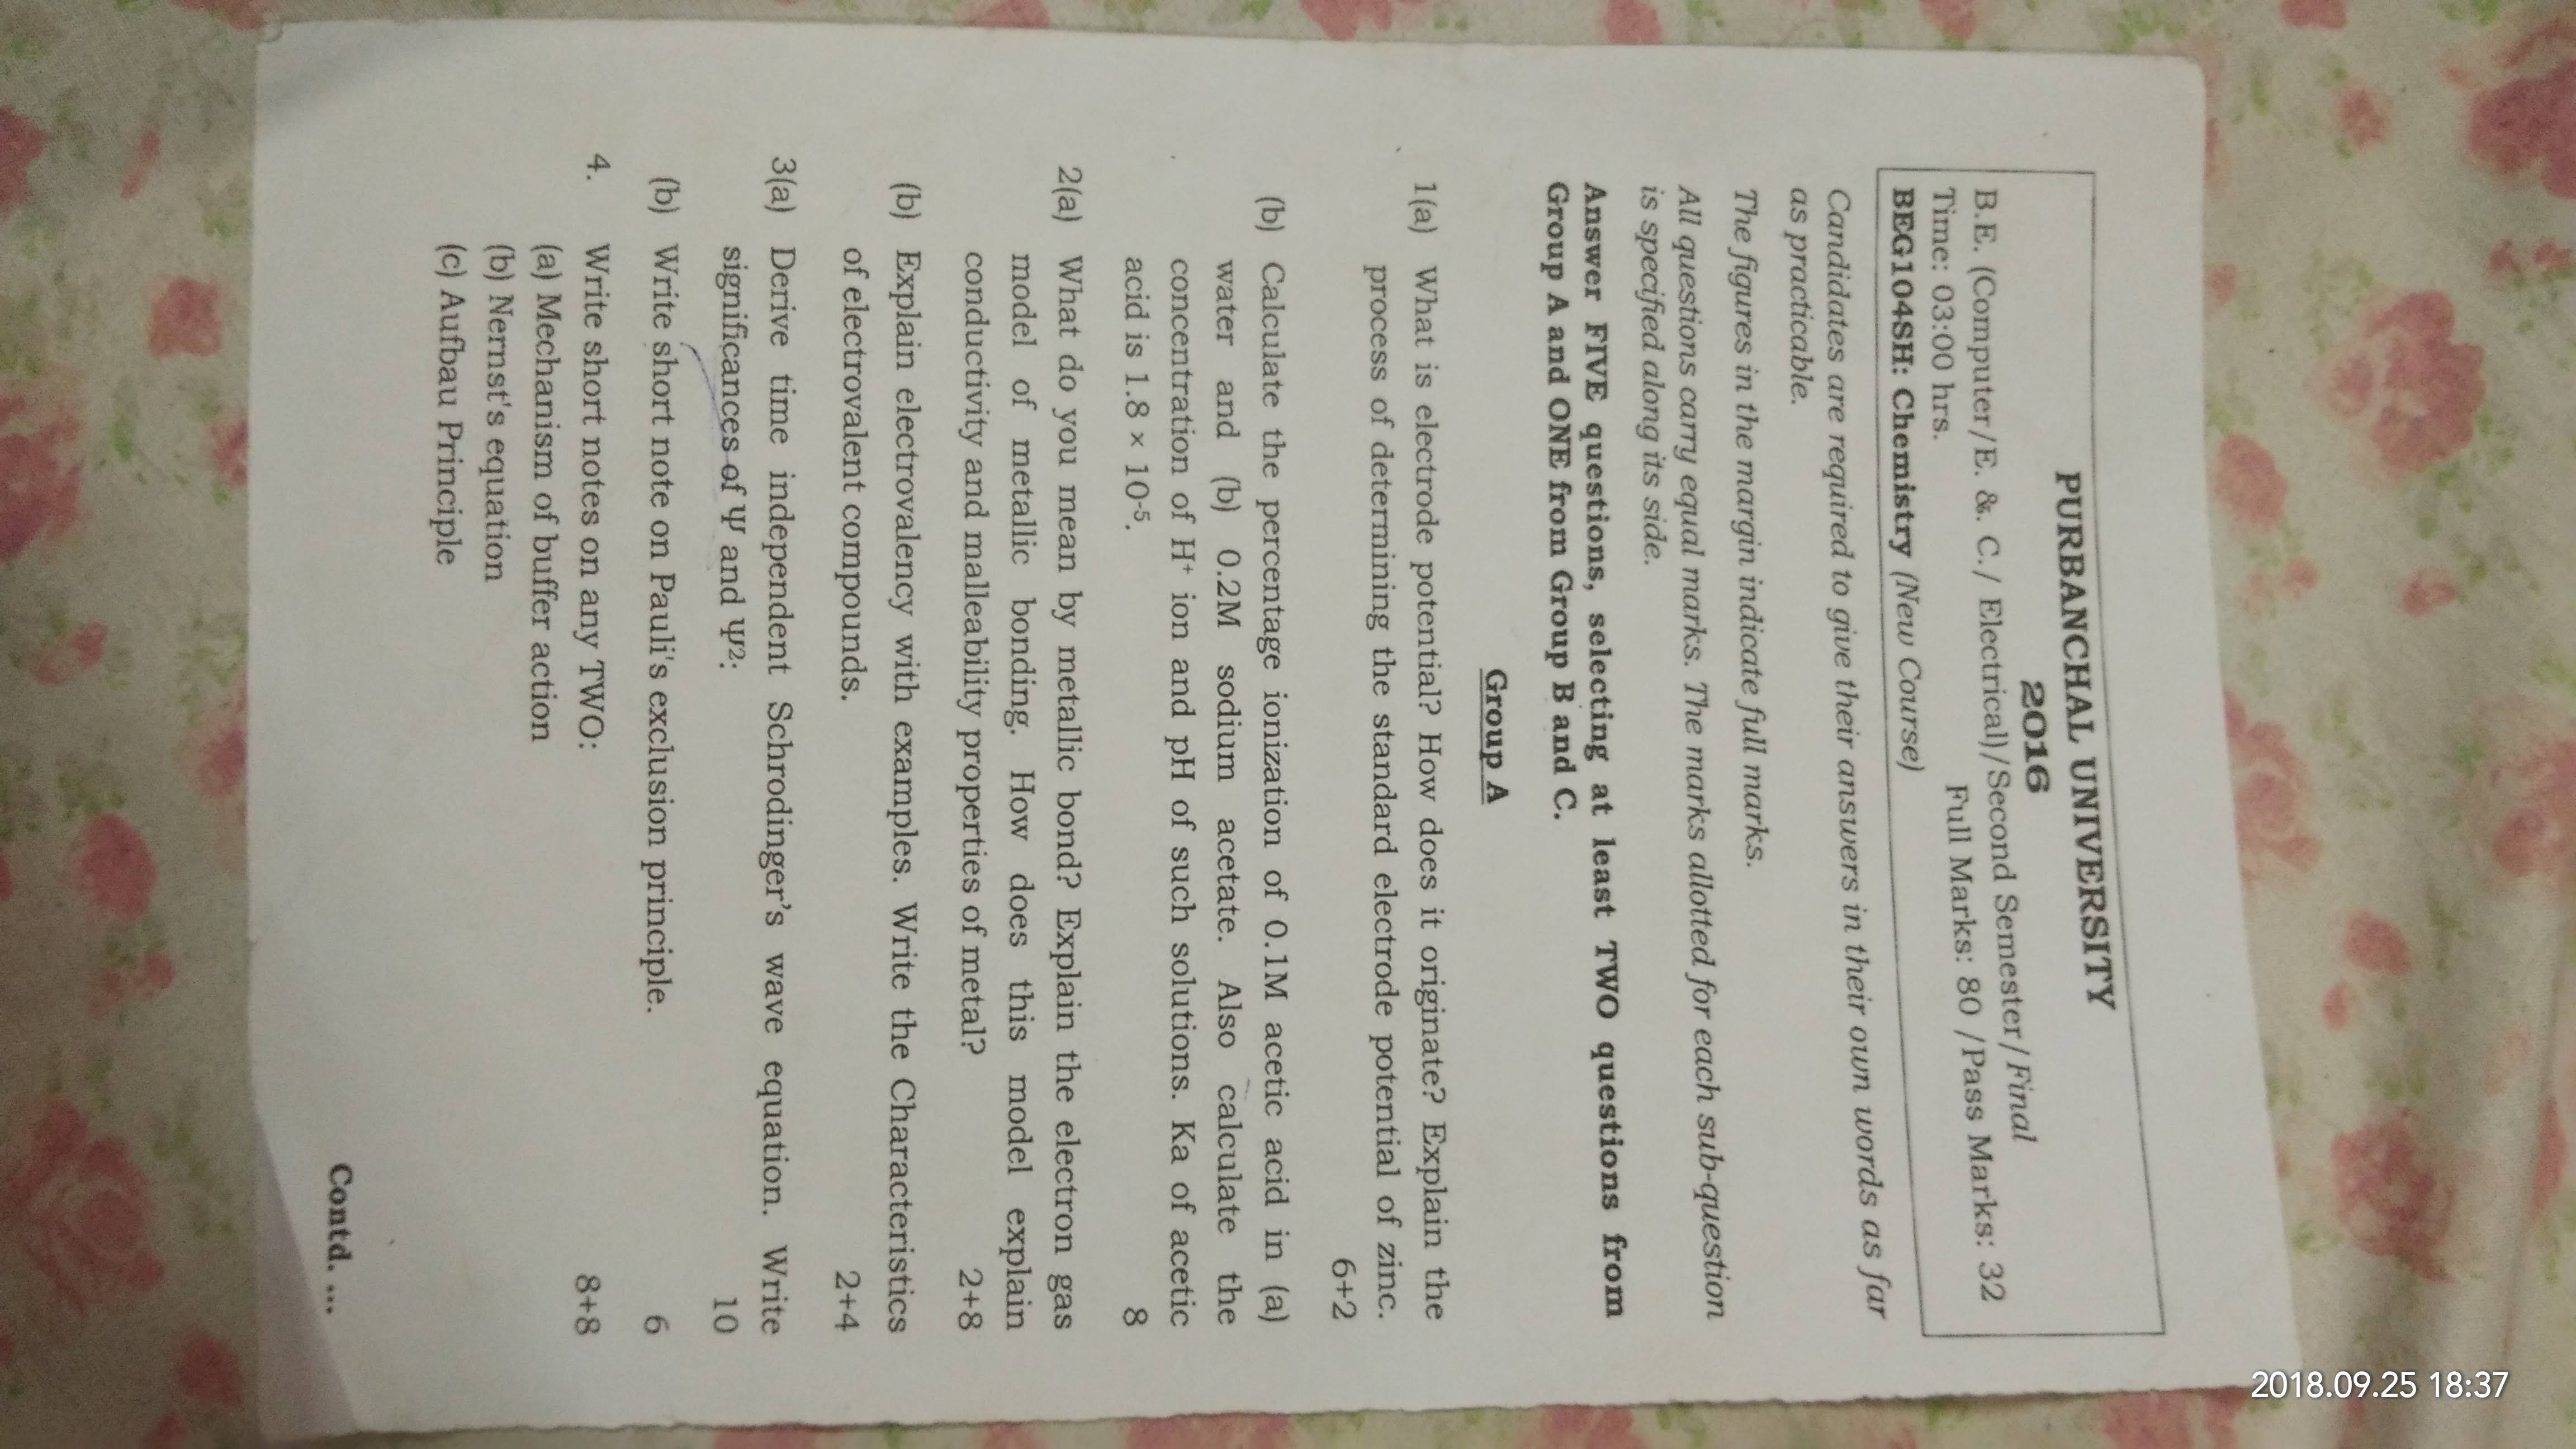 2018.09.25 18:37
PURBANCHAL UNIVERSITY
2016
B.E. (Computer/E. &. C./ Electrical)/Second Semester/Final
Time: 03:00 hrs. Full Marks: 80 /Pass Marks: 32
BEG104SH: Chemistry (New Course)
Candidates are required to give their answers in their own words as far
as practicable.
The figures in the margin indicate full marks.
All questions carry equal marks. The marks allotted for each sub-question
is specified along its side.
Answer FIVE questions, selecting at least TWO questions from
Group A and ONE from Group B and C.
Group A
1(a) What is electrode potential? How does it originate? Explain the
process of determining the standard electrode potential of zinc.
6+2
(b) Calculate the percentage ionization of 0.1M acetic acid in (a)
water and (b) 0.2M sodium acetate. Also calculate the
concentration of H⁺ ion and pH of such solutions. Ka of acetic
acid is 1.8 × 10⁻⁵. 8
2(a) What do you mean by metallic bond? Explain the electron gas
model of metallic bonding. How does this model explain
conductivity and malleability properties of metal? 2+8
(b) Explain electrovalency with examples. Write the Characteristics
of electrovalent compounds. 2+4
3(a) Derive time independent Schrodinger's wave equation. Write
significances of Ψ and Ψ²: 10
(b) Write short note on Pauli's exclusion principle. 6
4. Write short notes on any TWO: 8+8
(a) Mechanism of buffer action
(b) Nernst's equation
(c) Aufbau Principle
Contd. ...